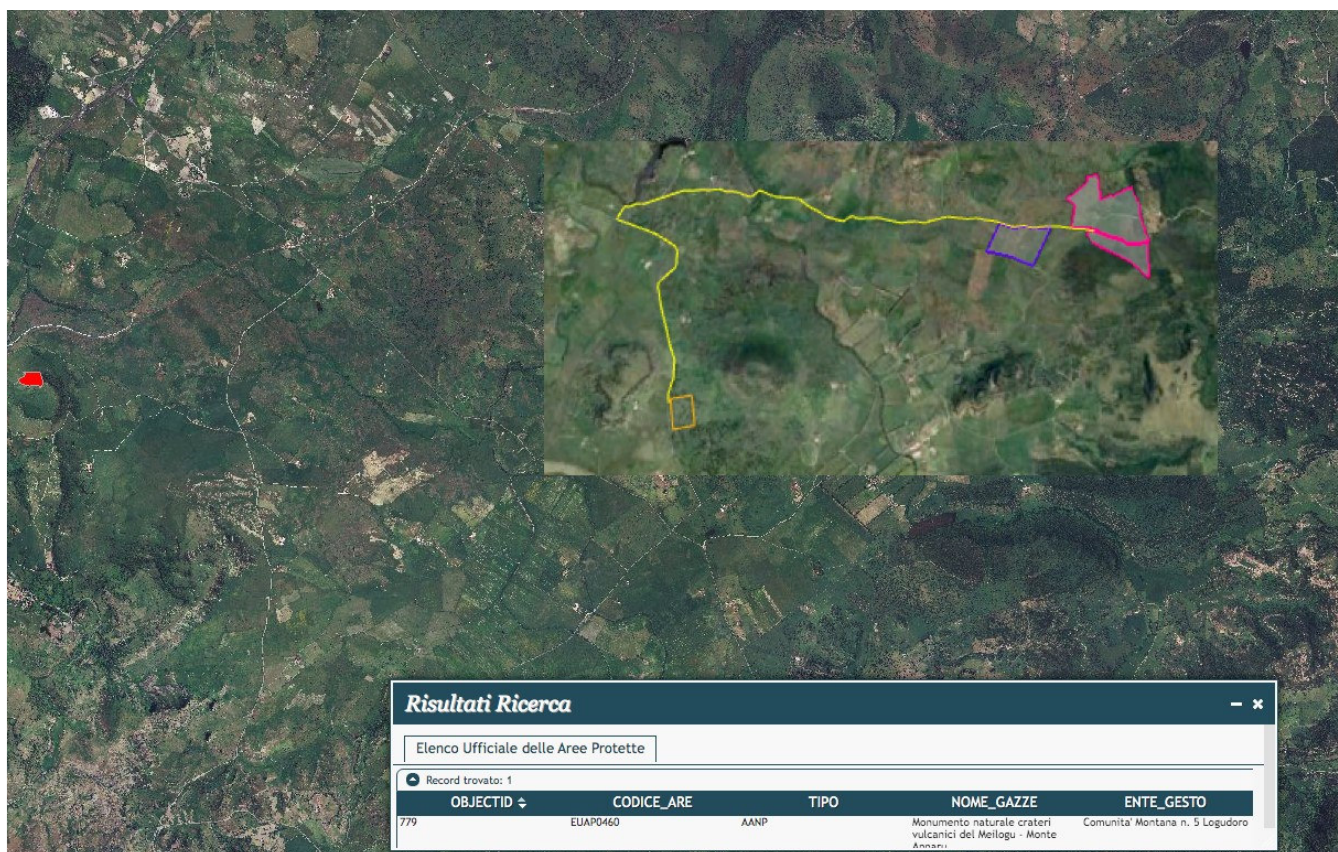 Risultati Ricerca
Elenco Ufficiale delle Aree Protette
Record trovato: 1
OBJECTID CODICE_ARE TIPO NOME_GAZZE ENTE_GESTO
779 EUAP0460 AANP Monumento naturale crateri Comunita' Montana n. 5 Logudoro
vulcanici del Meilogu - Monte